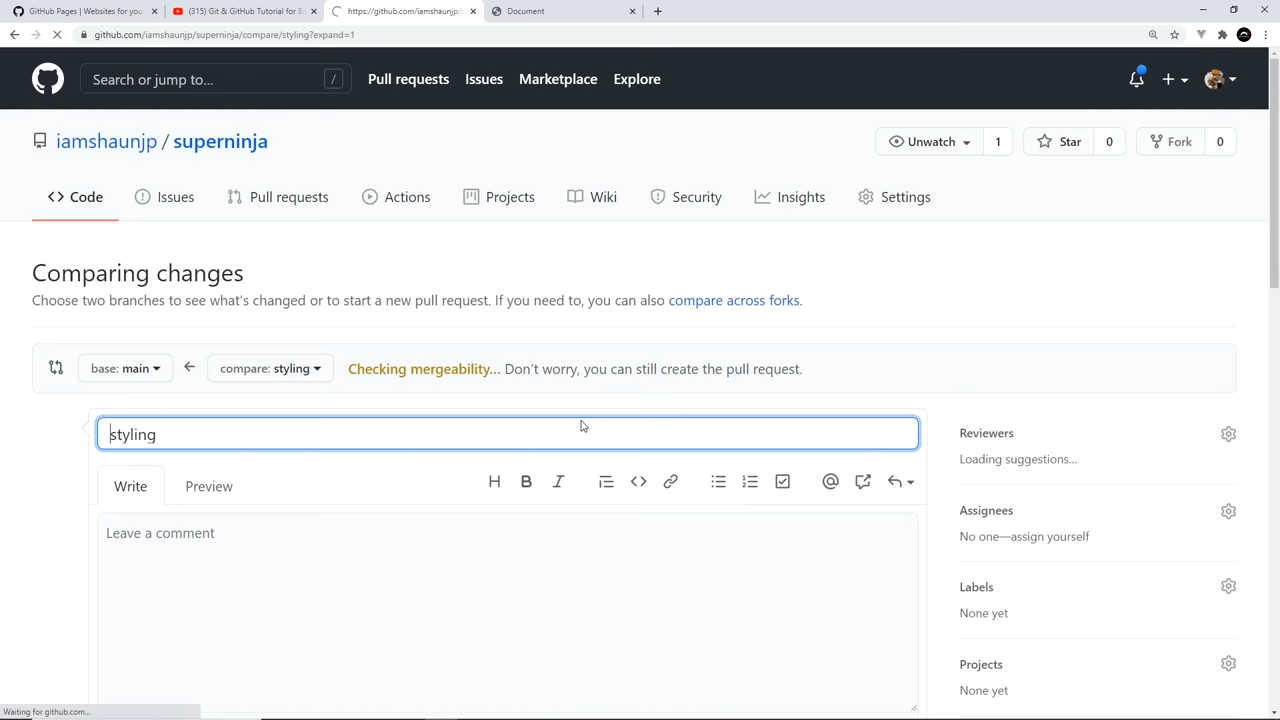 GitHub Pages | Websites for you
(315) Git & GitHub Tutorial for B
https://github.com/iamshaunjp/
Document
github.com/iamshaunjp/superninja/compare/styling?expand=1
Search or jump to...
/
Pull requests
Issues
Marketplace
Explore
iamshaunjp / superninja
Unwatch
1
Star
0
Fork
0
Code
Issues
Pull requests
Actions
Projects
Wiki
Security
Insights
Settings
Comparing changes
Choose two branches to see what's changed or to start a new pull request. If you need to, you can also compare across forks.
base: main
compare: styling
Checking mergeability... Don't worry, you can still create the pull request.
styling
Write
Preview
Leave a comment
Reviewers
Loading suggestions...
Assignees
No one—assign yourself
Labels
None yet
Projects
None yet
Waiting for github.com...